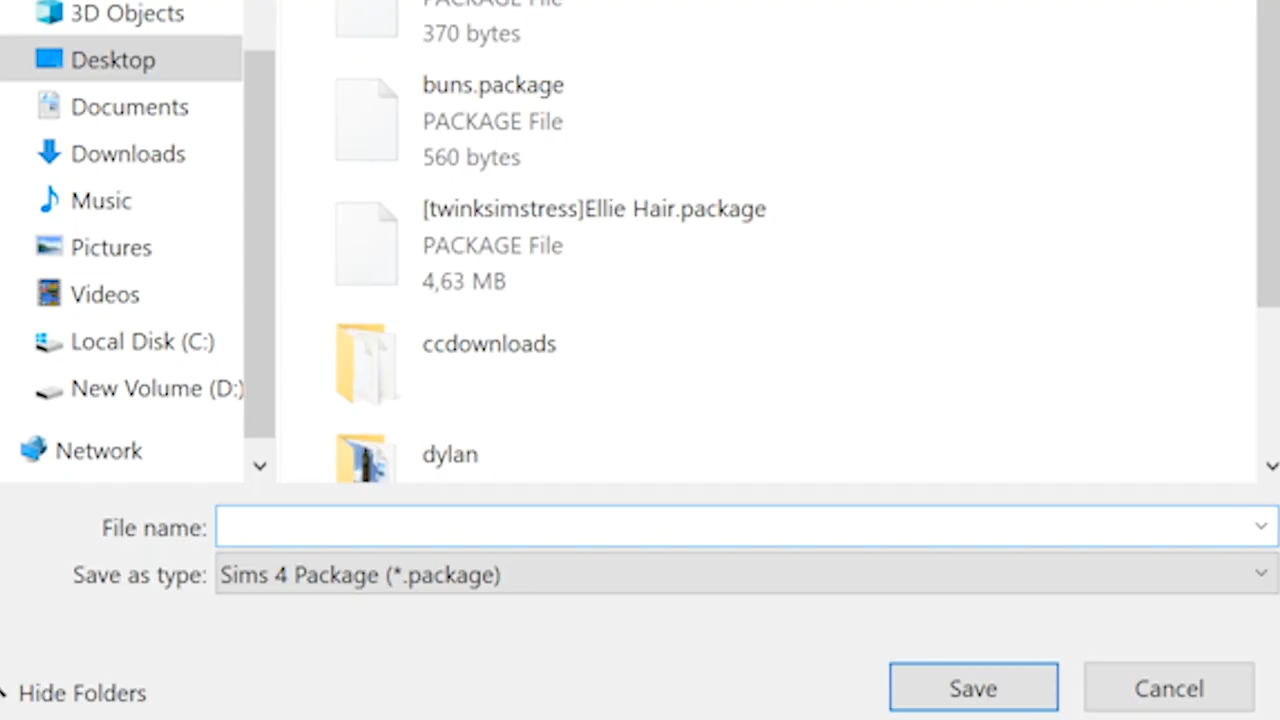 3D Objects
Desktop
Documents
Downloads
Music
Pictures
Videos
Local Disk (C:)
New Volume (D:)
Network
PACKAGE File
370 bytes
buns.package
PACKAGE File
560 bytes
[twinksimstress]Ellie Hair.package
PACKAGE File
4,63 MB
ccdownloads
dylan
File name:
Save as type: Sims 4 Package (*.package)
Hide Folders
Save Cancel